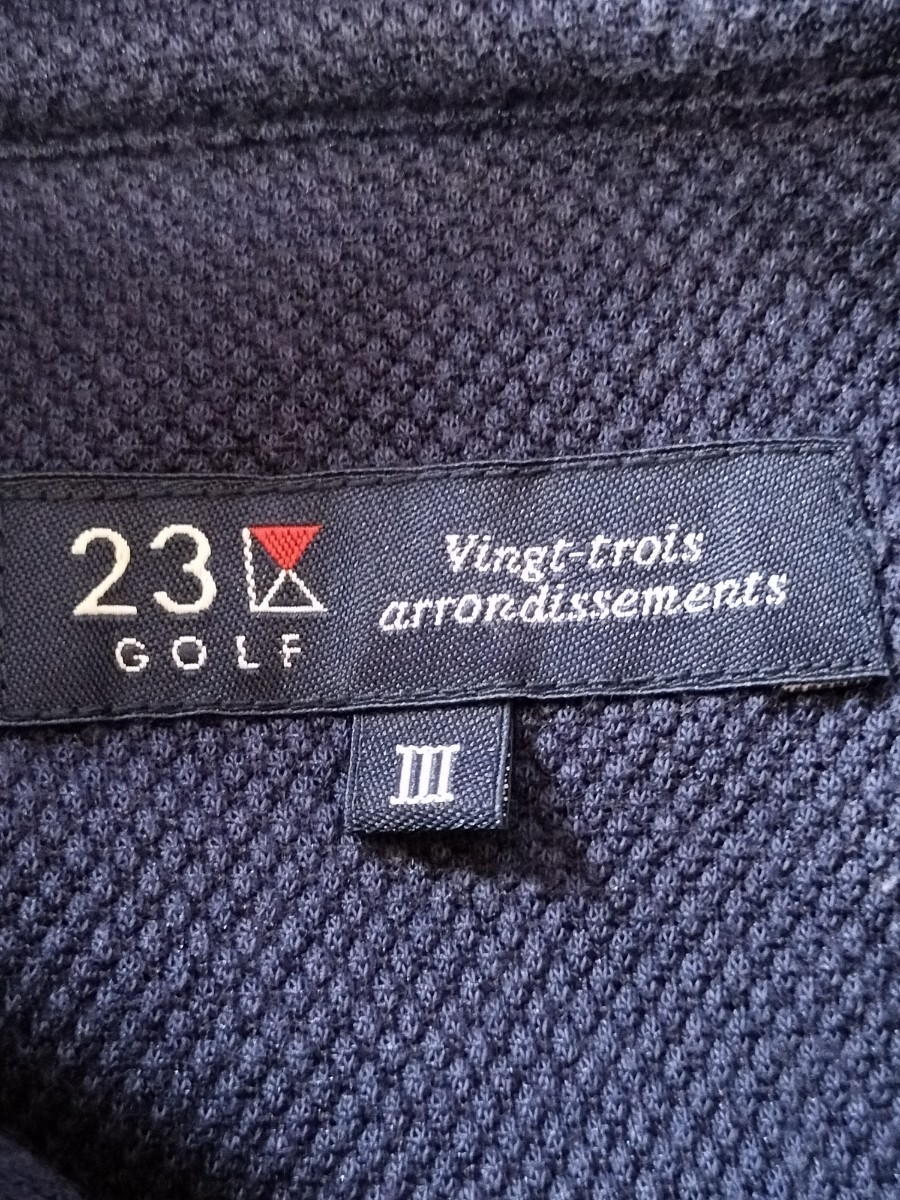 23
GOLF
Vingt-trois
arrondissements
III